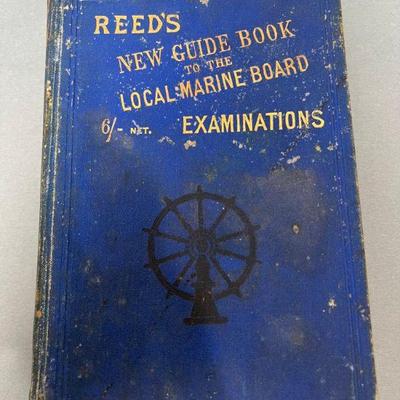 REED'S
NEW GUIDE BOOK
TO THE
LOCAL MARINE BOARD
6/- NET. EXAMINATIONS